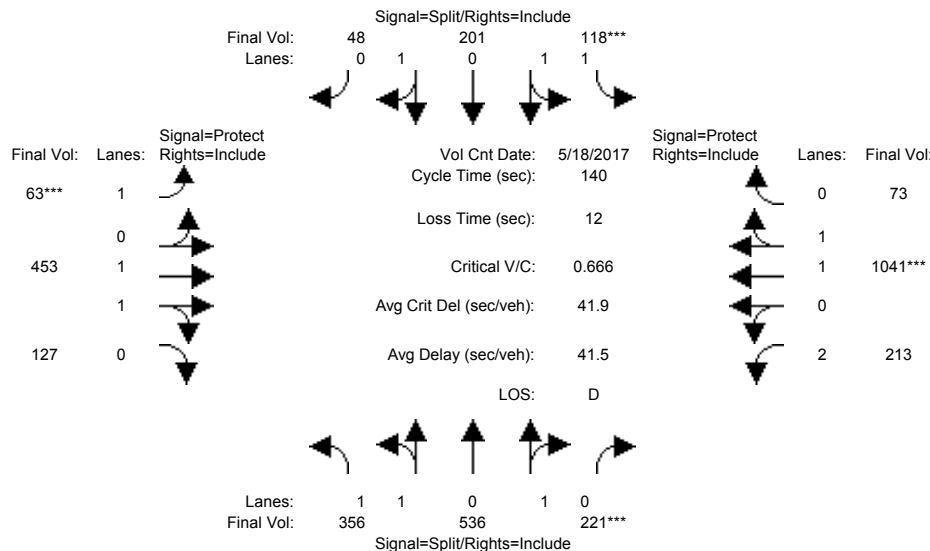 Signal=Split/Rights=Include
Final Vol: 48 201 118***
Lanes: 0 1 0 1 1
Signal=Protect
Final Vol: Lanes: Rights=Include
Vol Cnt Date: 5/18/2017
Signal=Protect
Rights=Include Lanes: Final Vol:
Cycle Time (sec): 140
63*** 1
0 73
Loss Time (sec): 12
0
1
453 1
Critical V/C: 0.666
1 1041***
1
Avg Crit Del (sec/veh): 41.9
0
127 0
Avg Delay (sec/veh): 41.5
2 213
LOS: D
Lanes: 1 1 0 1 0
Final Vol: 356 536 221***
Signal=Split/Rights=Include